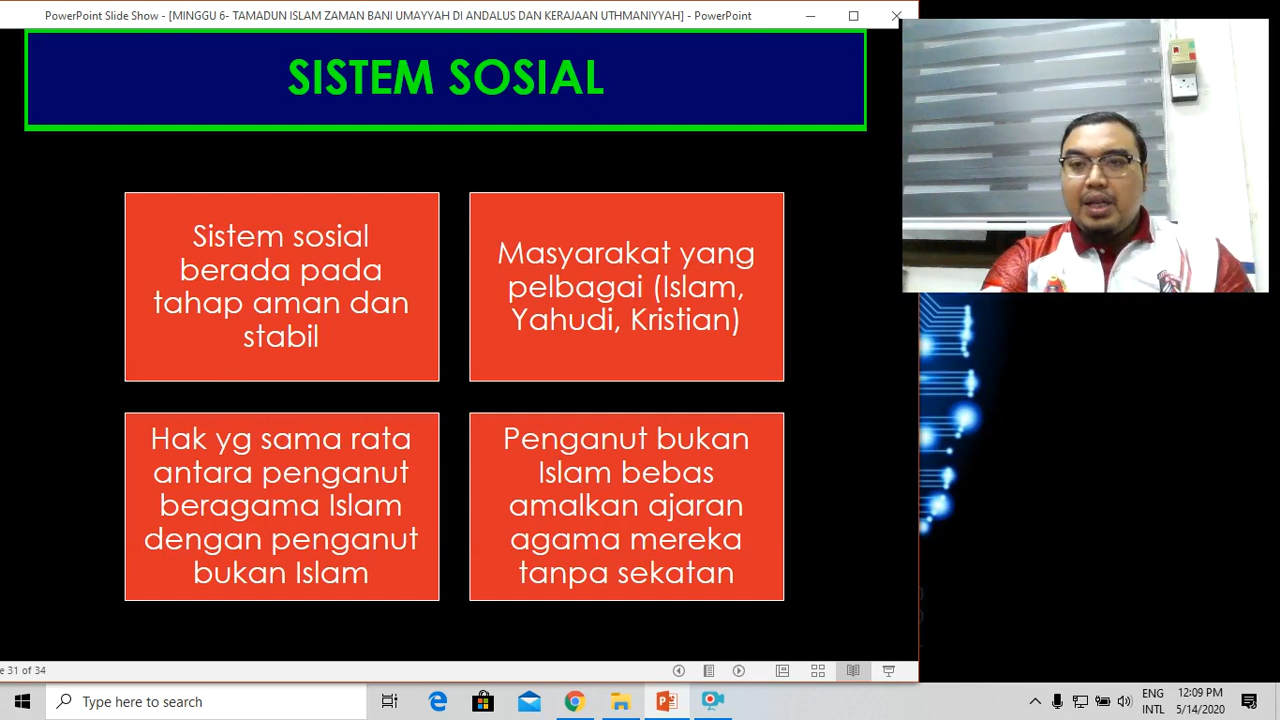 PowerPoint Slide Show - [MINGGU 6- TAMADUN ISLAM ZAMAN BANI UMAYYAH DI ANDALUS DAN KERAJAAN UTHMANIYYAH] - PowerPoint
SISTEM SOSIAL
Sistem sosial
berada pada
tahap aman dan
stabil
Masyarakat yang
pelbagai (Islam,
Yahudi, Kristian)
Hak yg sama rata
antara penganut
beragama Islam
dengan penganut
bukan Islam
Penganut bukan
Islam bebas
amalkan ajaran
agama mereka
tanpa sekatan
e 31 of 34
Type here to search
ENG
INTL
12:09 PM
5/14/2020